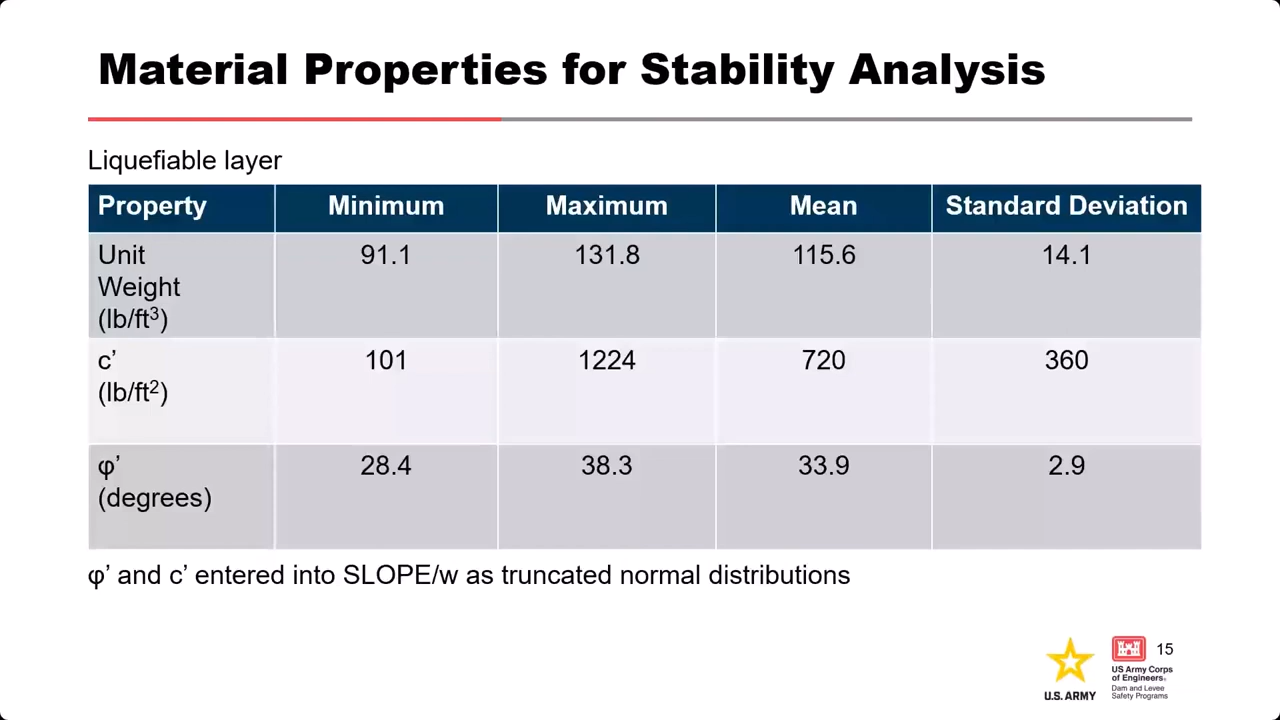 Material Properties for Stability Analysis
Liquefiable layer
Property Minimum Maximum Mean Standard Deviation
Unit Weight (lb/ft³) 91.1 131.8 115.6 14.1
c’ (lb/ft²) 101 1224 720 360
φ’ (degrees) 28.4 38.3 33.9 2.9
φ’ and c’ entered into SLOPE/w as truncated normal distributions
15
U.S. ARMY
US Army Corps
of Engineers®
Dam and Levee
Safety Programs